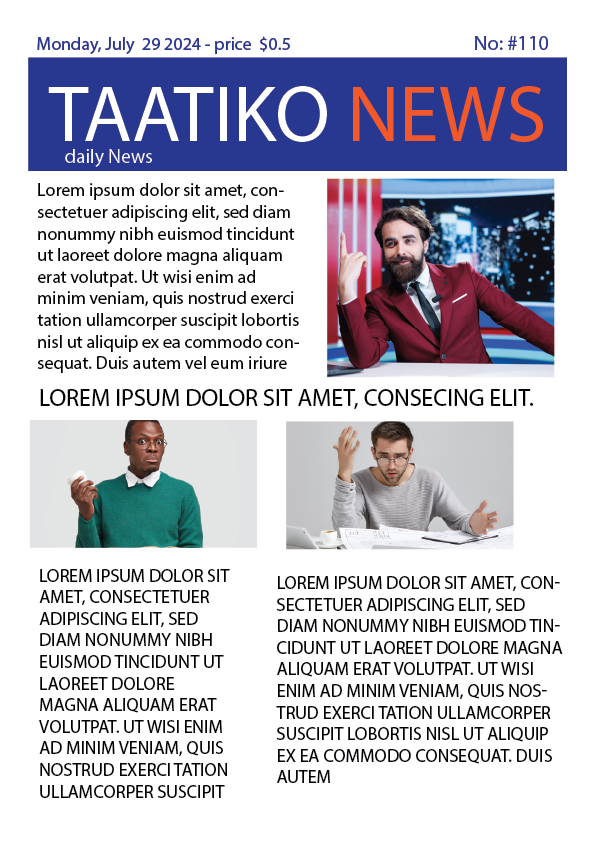 Monday, July  29 2024 - price  $0.5
No: #110
TAATIKO NEWS
daily News
Lorem ipsum dolor sit amet, con-
sectetuer adipiscing elit, sed diam
nonummy nibh euismod tincidunt
ut laoreet dolore magna aliquam
erat volutpat. Ut wisi enim ad
minim veniam, quis nostrud exerci
tation ullamcorper suscipit lobortis
nisl ut aliquip ex ea commodo con-
sequat. Duis autem vel eum iriure
LOREM IPSUM DOLOR SIT AMET, CONSECING ELIT.
LOREM IPSUM DOLOR SIT
AMET, CONSECTETUER
ADIPISCING ELIT, SED
DIAM NONUMMY NIBH
EUISMOD TINCIDUNT UT
LAOREET DOLORE
MAGNA ALIQUAM ERAT
VOLUTPAT. UT WISI ENIM
AD MINIM VENIAM, QUIS
NOSTRUD EXERCI TATION
ULLAMCORPER SUSCIPIT
LOREM IPSUM DOLOR SIT AMET, CON-
SECTETUER ADIPISCING ELIT, SED
DIAM NONUMMY NIBH EUISMOD TIN-
CIDUNT UT LAOREET DOLORE MAGNA
ALIQUAM ERAT VOLUTPAT. UT WISI
ENIM AD MINIM VENIAM, QUIS NOS-
TRUD EXERCI TATION ULLAMCORPER
SUSCIPIT LOBORTIS NISL UT ALIQUIP
EX EA COMMODO CONSEQUAT. DUIS
AUTEM